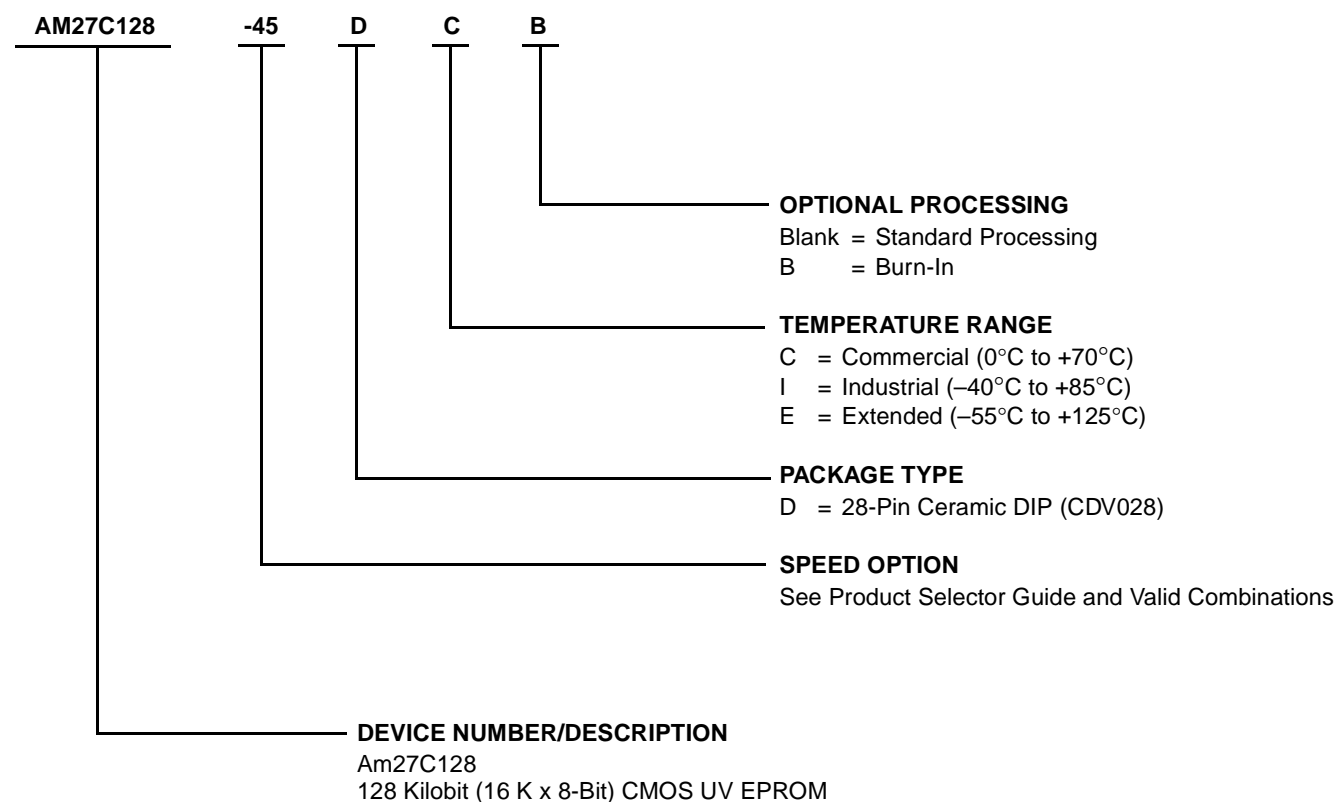 AM27C128 -45 D C B
OPTIONAL PROCESSING
Blank = Standard Processing
B = Burn-In
TEMPERATURE RANGE
C = Commercial (0°C to +70°C)
I = Industrial (–40°C to +85°C)
E = Extended (–55°C to +125°C)
PACKAGE TYPE
D = 28-Pin Ceramic DIP (CDV028)
SPEED OPTION
See Product Selector Guide and Valid Combinations
DEVICE NUMBER/DESCRIPTION
Am27C128
128 Kilobit (16 K x 8-Bit) CMOS UV EPROM